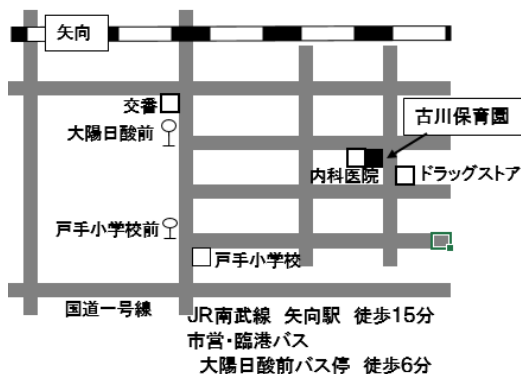 矢向
交番
古川保育園
大陽日酸前
内科医院
ドラッグストア
戸手小学校前
戸手小学校
国道一号線
JR南武線 矢向駅 徒歩15分
市営・臨港バス
大陽日酸前バス停 徒歩6分